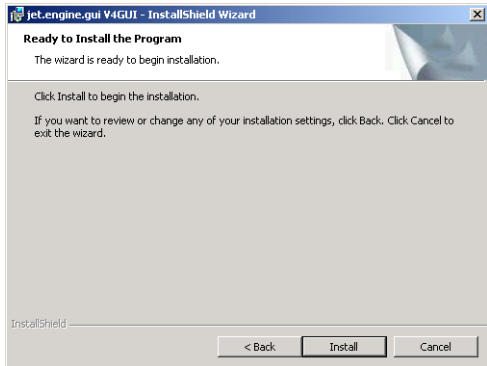 jet.engine.gui V4GUI - InstallShield Wizard
Ready to Install the Program
The wizard is ready to begin installation.
Click Install to begin the installation.
If you want to review or change any of your installation settings, click Back. Click Cancel to
exit the wizard.
InstallShield
< Back Install Cancel